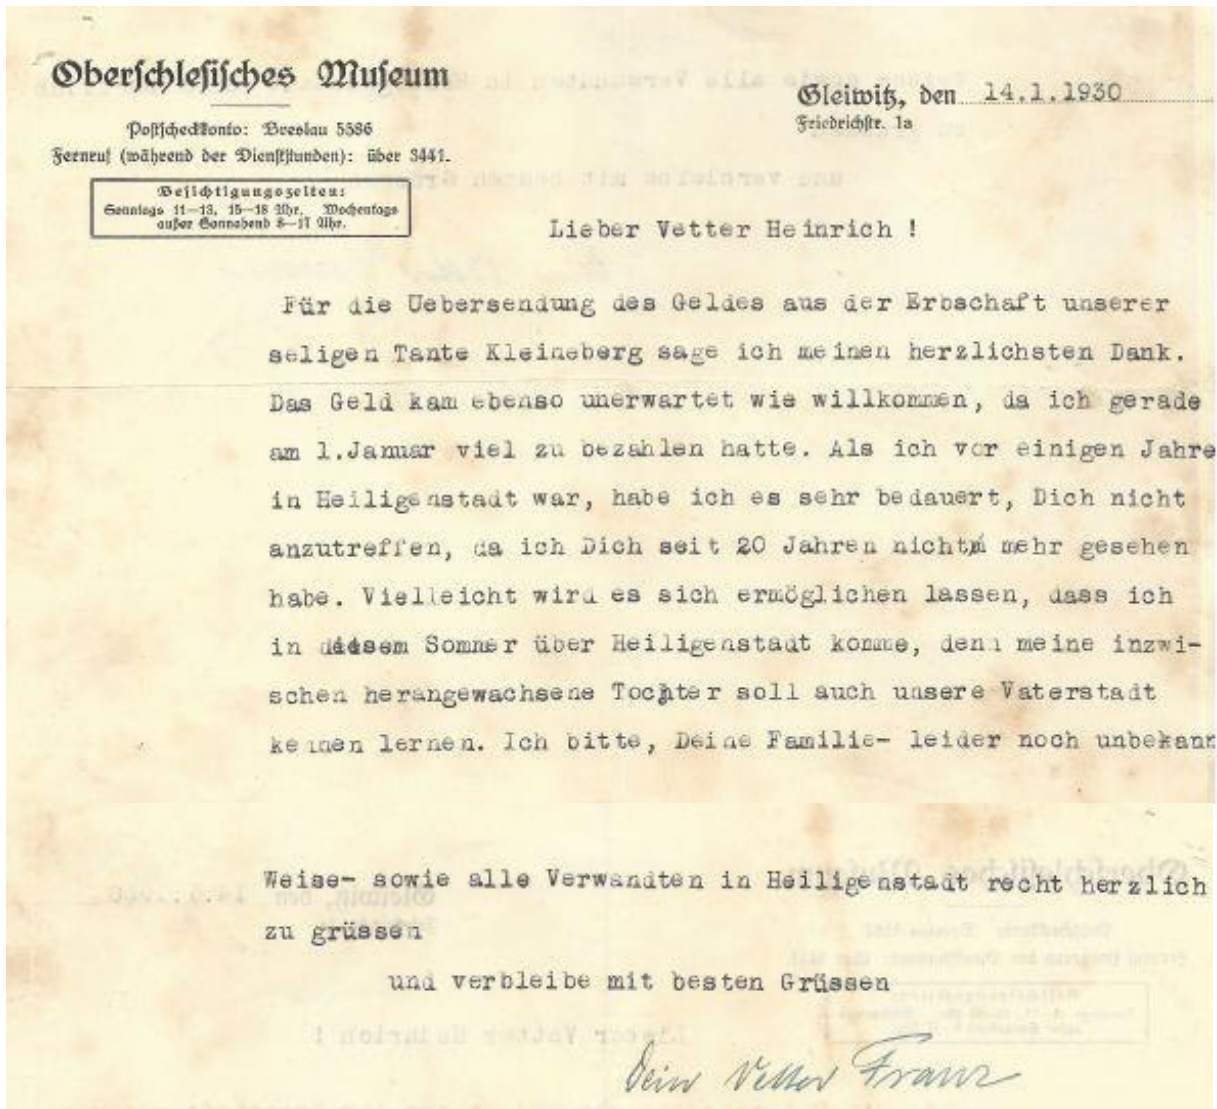 Oberschlesisches Museum
Gleiwitz, den 14.1.1930
Friedrichstr. 1a
Postscheckkonto: Breslau 5586
Fernruf (während der Dienststunden): über 3441.
Besichtigungszeiten:
Sonntags 11—13, 15—18 Uhr. Wochentags
außer Sonnabend 8—17 Uhr.
Lieber Vetter Heinrich !
Für die Uebersendung des Geldes aus der Erbschaft unserer
seligen Tante Kleineberg sage ich meinen herzlichsten Dank.
Das Geld kam ebenso unerwartet wie willkommen, da ich gerade
am 1.Januar viel zu bezahlen hatte. Als ich vor einigen Jahre
in Heiligenstadt war, habe ich es sehr bedauert, Dich nicht
anzutreffen, da ich Dich seit 20 Jahren nicht mehr gesehen
habe. Vielleicht wird es sich ermöglichen lassen, dass ich
in diesem Sommer über Heiligenstadt komme, denn meine inzwi-
schen herangewachsene Tochter soll auch unsere Vaterstadt
kennen lernen. Ich bitte, Deine Familie- leider noch unbekann
Weise- sowie alle Verwandten in Heiligenstadt recht herzlich
zu grüssen
und verbleibe mit besten Grüssen
Dein Vetter Franz